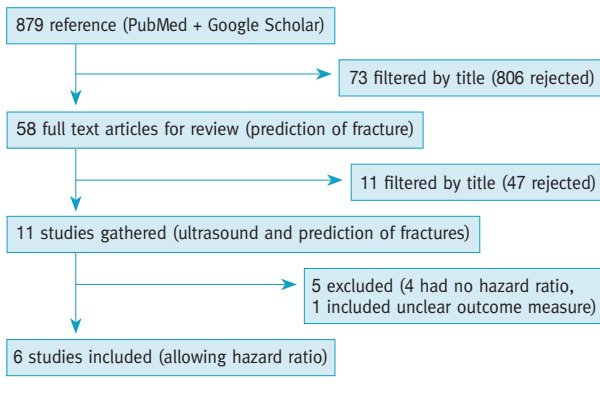 879 reference (PubMed + Google Scholar)
73 filtered by title (806 rejected)
58 full text articles for review (prediction of fracture)
11 filtered by title (47 rejected)
11 studies gathered (ultrasound and prediction of fractures)
5 excluded (4 had no hazard ratio,
1 included unclear outcome measure)
6 studies included (allowing hazard ratio)